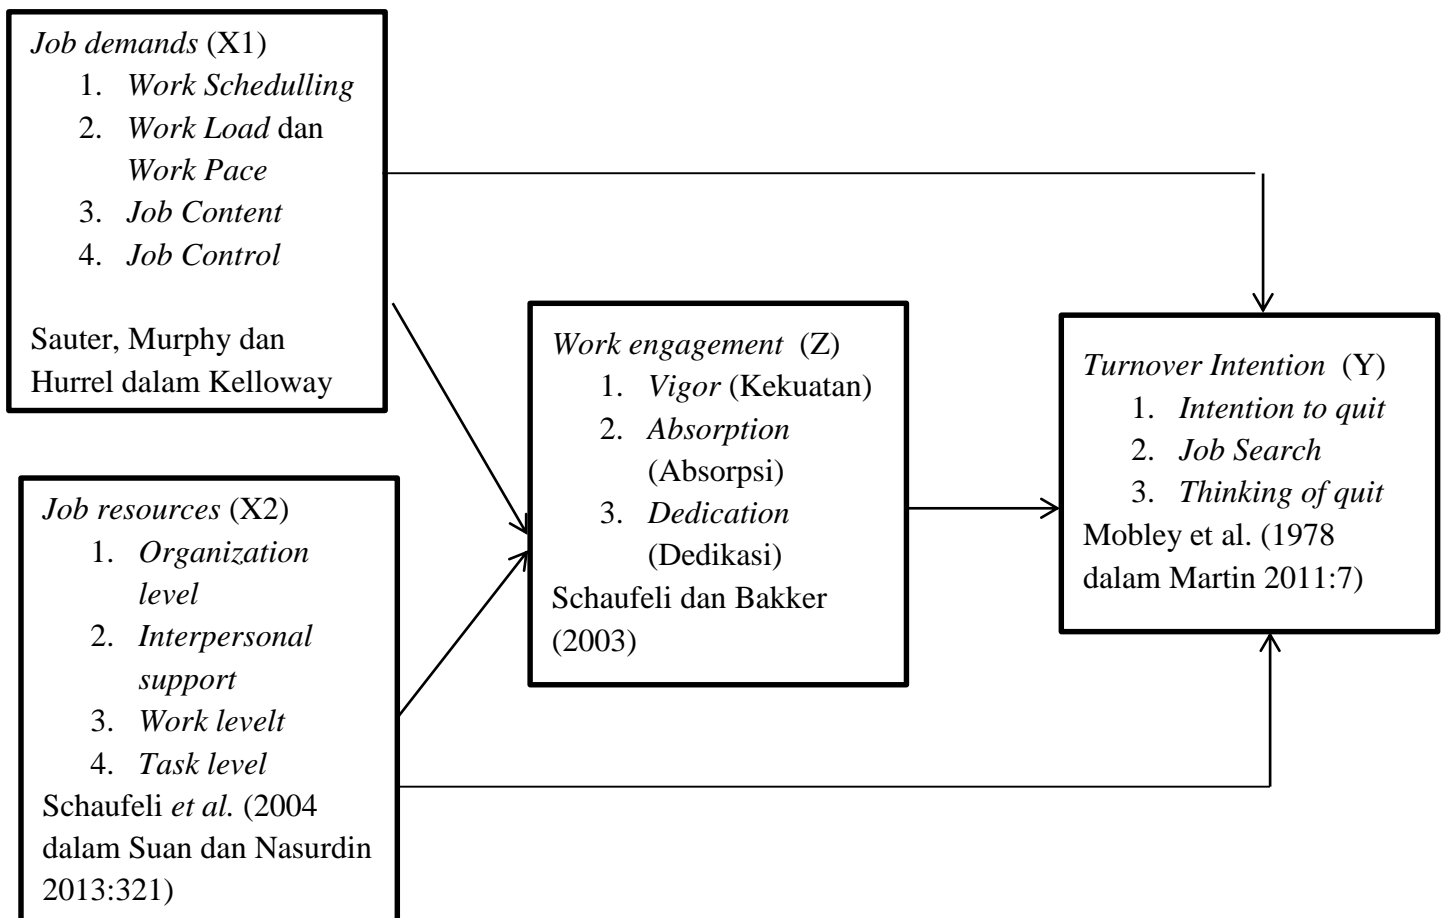 Job demands (X1)
1. Work Schedulling
2. Work Load dan
Work Pace
3. Job Content
4. Job Control
Sauter, Murphy dan
Hurrel dalam Kelloway
Job resources (X2)
1. Organization
level
2. Interpersonal
support
3. Work levelt
4. Task level
Schaufeli et al. (2004
dalam Suan dan Nasurdin
2013:321)
Work engagement (Z)
1. Vigor (Kekuatan)
2. Absorption
(Absorpsi)
3. Dedication
(Dedikasi)
Schaufeli dan Bakker
(2003)
Turnover Intention (Y)
1. Intention to quit
2. Job Search
3. Thinking of quit
Mobley et al. (1978
dalam Martin 2011:7)